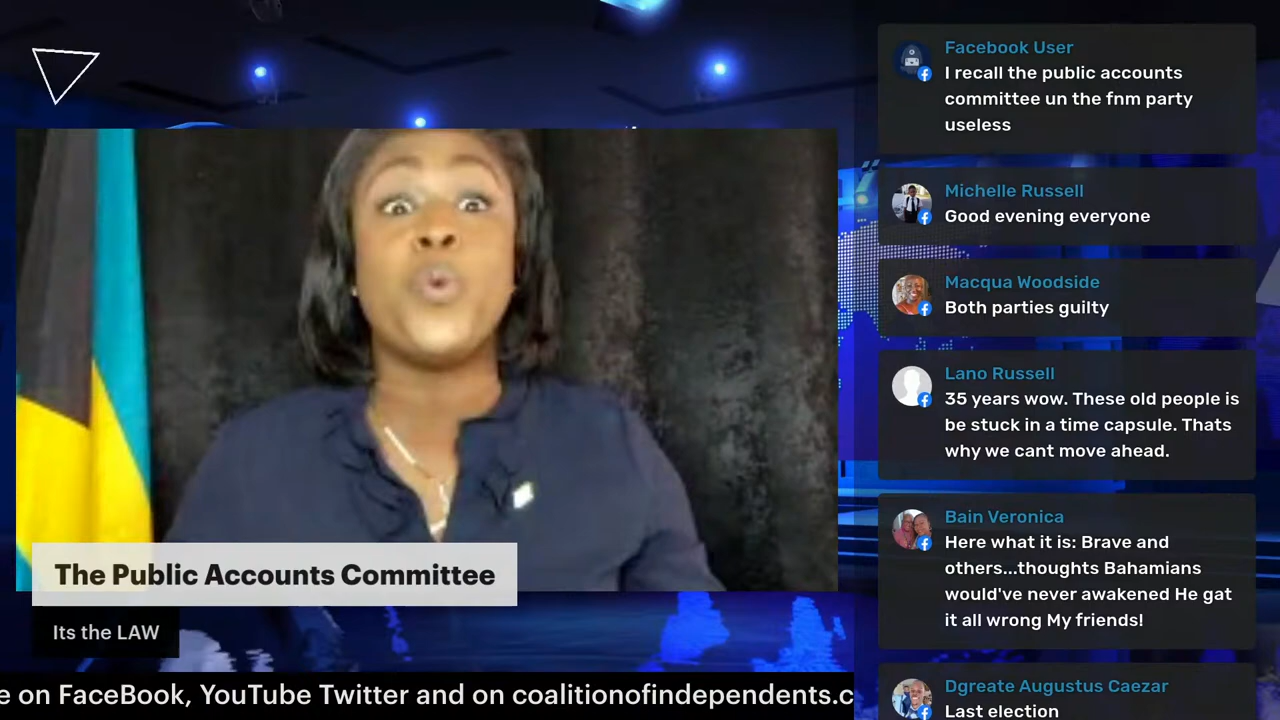 Facebook User
I recall the public accounts
committee un the fnm party
useless
Michelle Russell
Good evening everyone
Macqua Woodside
Both parties guilty
Lano Russell
35 years wow. These old people is
be stuck in a time capsule. Thats
why we cant move ahead.
Bain Veronica
Here what it is: Brave and
others...thoughts Bahamians
would've never awakened He gat
it all wrong My friends!
Dgreate Augustus Caezar
Last election
The Public Accounts Committee
Its the LAW
e on FaceBook, YouTube Twitter and on coalitionofindependents.c